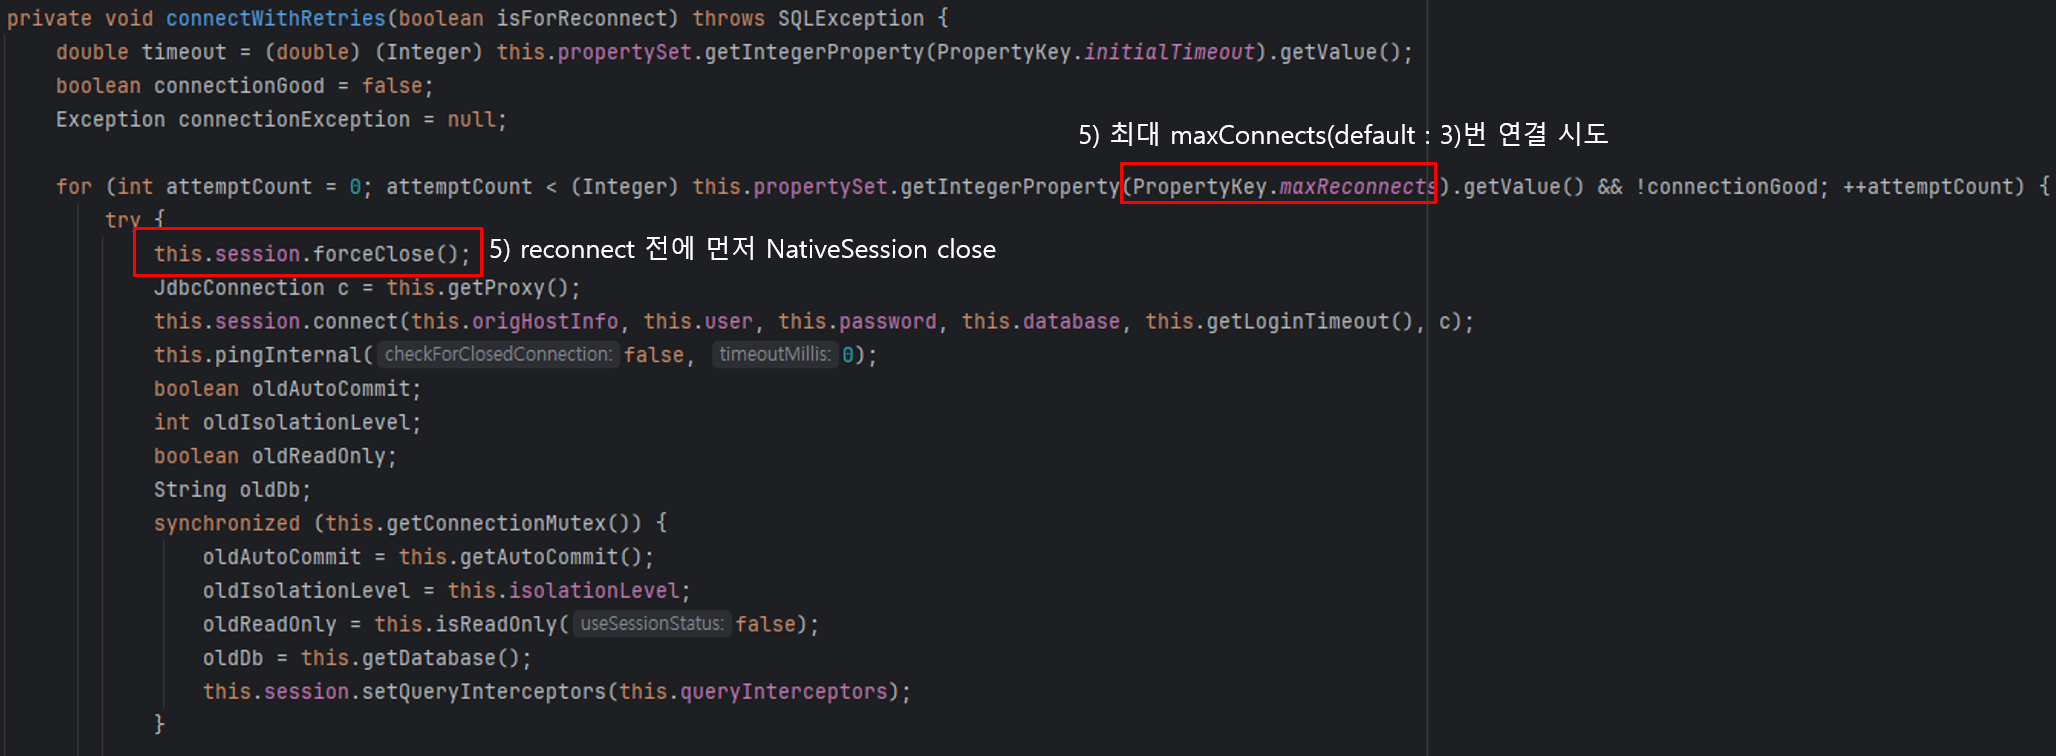 private void connectWithRetries(boolean isForReconnect) throws SQLException {
double timeout = (double) (Integer) this.propertySet.getIntegerProperty(PropertyKey.initialTimeout).getValue();
boolean connectionGood = false;
Exception connectionException = null;
5) 최대 maxConnects(default : 3)번 연결 시도
for (int attemptCount = 0; attemptCount < (Integer) this.propertySet.getIntegerProperty(PropertyKey.maxReconnects).getValue() && !connectionGood; ++attemptCount) {
try {
this.session.forceClose(); 5) reconnect 전에 먼저 NativeSession close
JdbcConnection c = this.getProxy();
this.session.connect(this.origHostInfo, this.user, this.password, this.database, this.getLoginTimeout(), c);
this.pingInternal( checkForClosedConnection: false, timeoutMillis: 0);
boolean oldAutoCommit;
int oldIsolationLevel;
boolean oldReadOnly;
String oldDb;
synchronized (this.getConnectionMutex()) {
oldAutoCommit = this.getAutoCommit();
oldIsolationLevel = this.isolationLevel;
oldReadOnly = this.isReadOnly( useSessionStatus: false);
oldDb = this.getDatabase();
this.session.setQueryInterceptors(this.queryInterceptors);
}